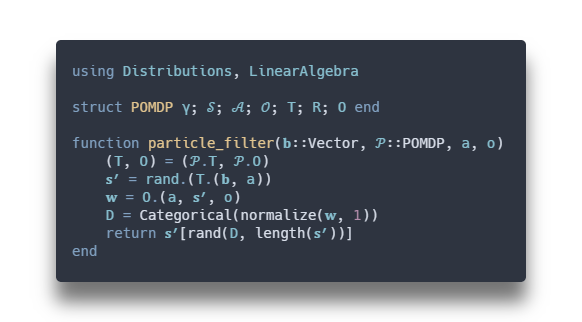 using Distributions, LinearAlgebra
struct POMDP γ; 𝒮; 𝒜; 𝒪; T; R; O end
function particle_filter(𝐛::Vector, 𝒫::POMDP, a, o)
(T, O) = (𝒫.T, 𝒫.O)
𝐬′ = rand.(T.(𝐛, a))
𝐰 = O.(a, 𝐬′, o)
D = Categorical(normalize(𝐰, 1))
return 𝐬′[rand(D, length(𝐬′))]
end